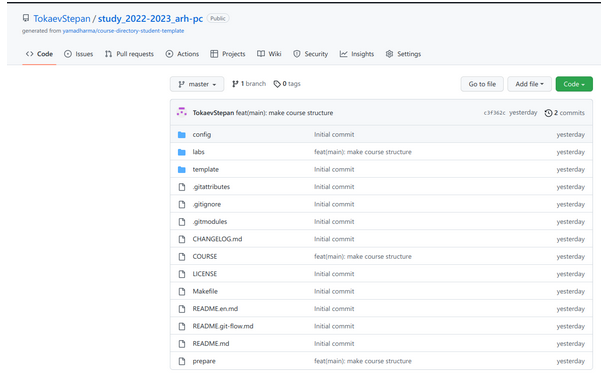 TokaevStepan / study_2022-2023_arh-pc Public
generated from yamadharma/course-directory-student-template
<> Code Issues Pull requests Actions Projects Wiki Security Insights Settings
master 1 branch 0 tags Go to file Add file Code
TokaevStepan feat(main): make course structure c3f362c yesterday 2 commits
config Initial commit yesterday
labs feat(main): make course structure yesterday
template Initial commit yesterday
.gitattributes Initial commit yesterday
.gitignore Initial commit yesterday
.gitmodules Initial commit yesterday
CHANGELOG.md Initial commit yesterday
COURSE feat(main): make course structure yesterday
LICENSE Initial commit yesterday
Makefile Initial commit yesterday
README.en.md Initial commit yesterday
README.git-flow.md Initial commit yesterday
README.md Initial commit yesterday
prepare feat(main): make course structure yesterday